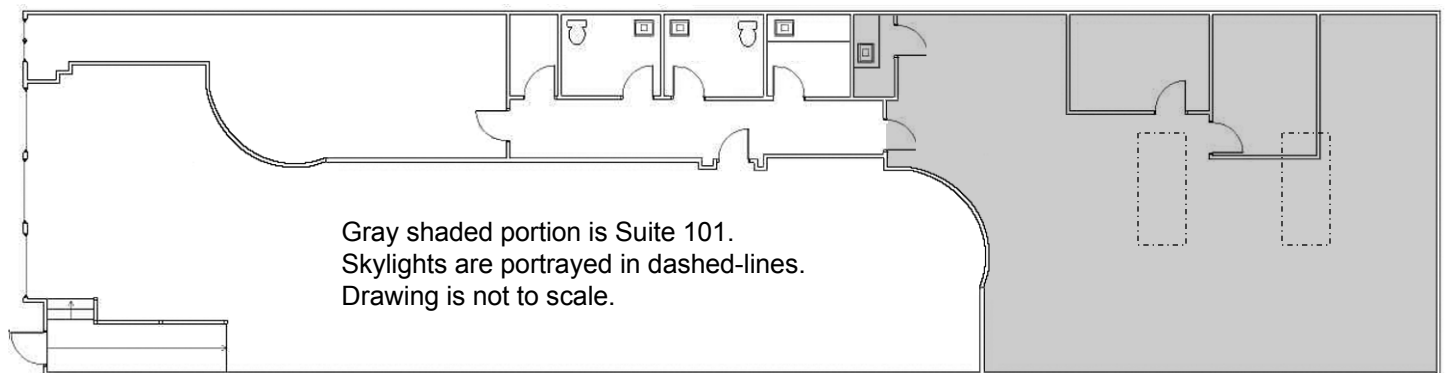 Gray shaded portion is Suite 101.
Skylights are portrayed in dashed-lines.
Drawing is not to scale.